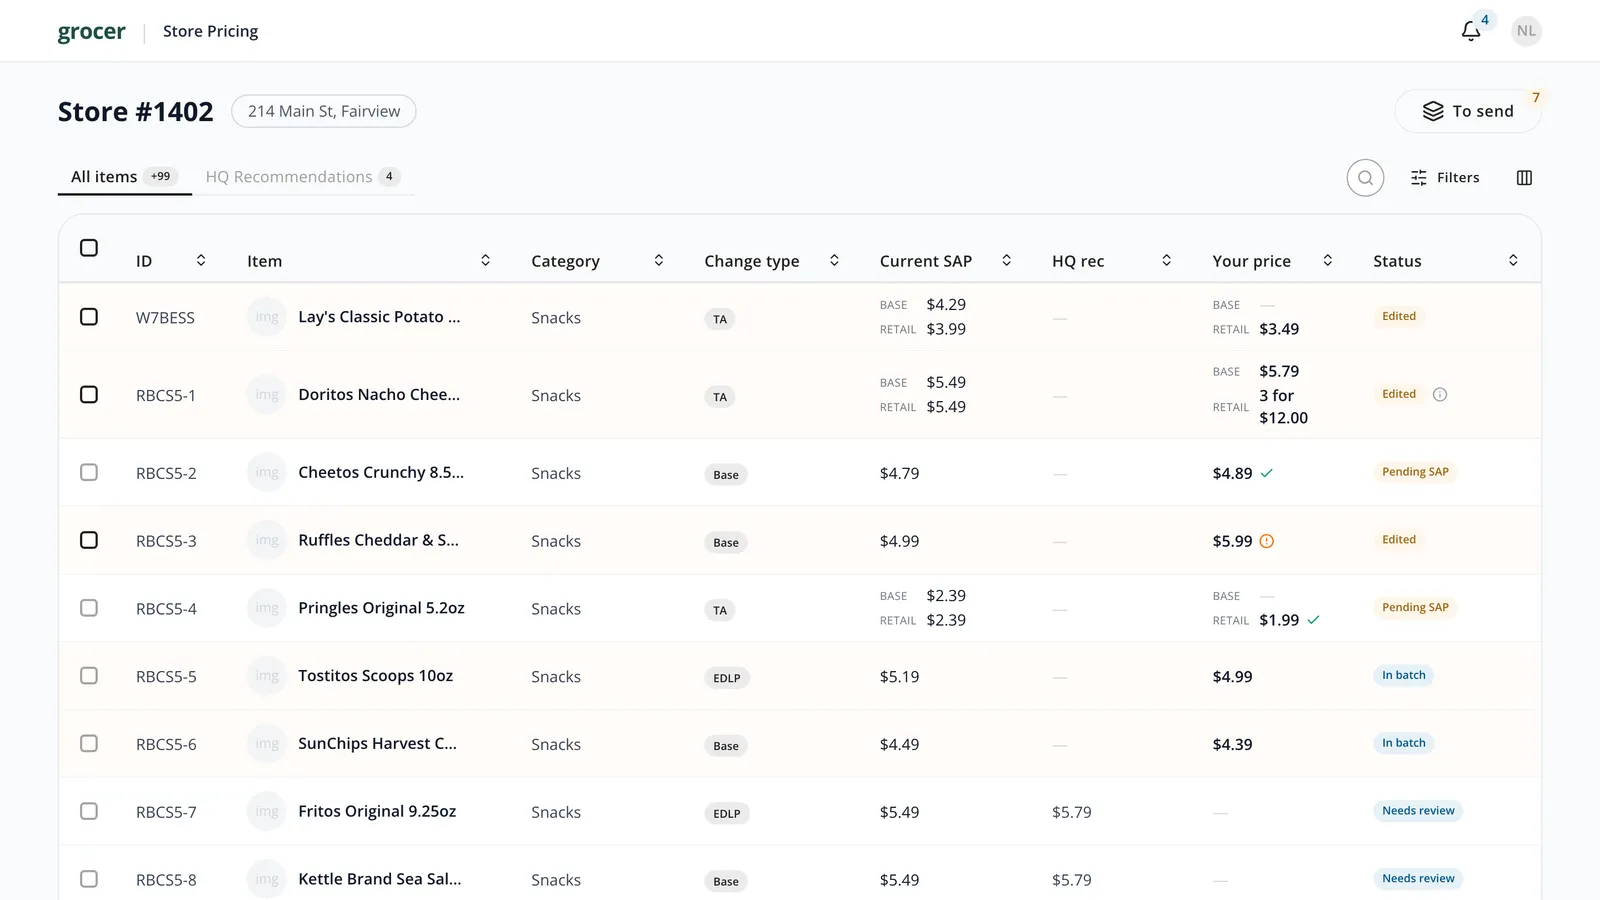 grocer
Store Pricing
4
NL
Store #1402
214 Main St, Fairview
To send
7
All items +99
HQ Recommendations 4
Filters
ID Item Category Change type Current SAP HQ rec Your price Status
W7BESS img Lay's Classic Potato ... Snacks TA BASE $4.29 RETAIL $3.99 — BASE — RETAIL $3.49 Edited
RBCS5-1 img Doritos Nacho Chee... Snacks TA BASE $5.49 RETAIL $5.49 — BASE $5.79 RETAIL 3 for $12.00 Edited
RBCS5-2 img Cheetos Crunchy 8.5... Snacks Base $4.79 — $4.89 Pending SAP
RBCS5-3 img Ruffles Cheddar & S... Snacks Base $4.99 — $5.99 Edited
RBCS5-4 img Pringles Original 5.2oz Snacks TA BASE $2.39 RETAIL $2.39 — BASE — RETAIL $1.99 Pending SAP
RBCS5-5 img Tostitos Scoops 10oz Snacks EDLP $5.19 — $4.99 In batch
RBCS5-6 img SunChips Harvest C... Snacks Base $4.49 — $4.39 In batch
RBCS5-7 img Fritos Original 9.25oz Snacks EDLP $5.49 $5.79 — Needs review
RBCS5-8 img Kettle Brand Sea Sal... Snacks Base $5.49 $5.79 — Needs review